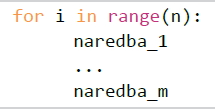 for i in range(n):
    naredba_1
    ...
    naredba_m